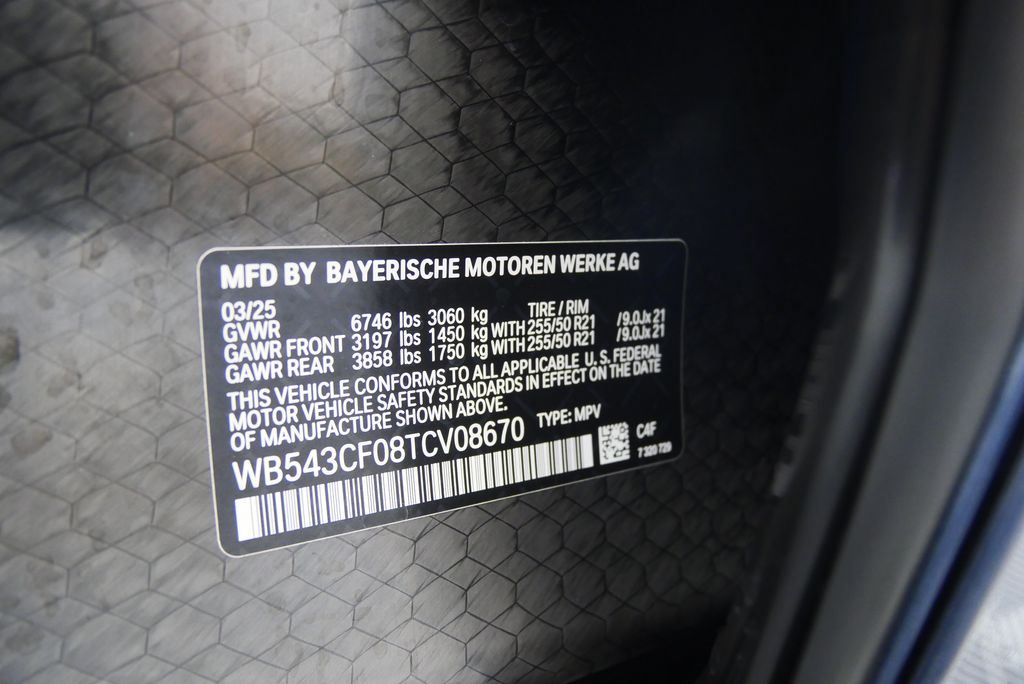 MFD BY BAYERISCHE MOTOREN WERKE AG
03/25 TIRE / RIM
GVWR 6746 lbs 3060 kg
GAWR FRONT 3197 lbs 1450 kg WITH 255/50 R21 /9.0Jx21
GAWR REAR 3858 lbs 1750 kg WITH 255/50 R21 /9.0Jx21
THIS VEHICLE CONFORMS TO ALL APPLICABLE U.S. FEDERAL
MOTOR VEHICLE SAFETY STANDARDS IN EFFECT ON THE DATE
OF MANUFACTURE SHOWN ABOVE.
WB543CF08TCV08670 TYPE: MPV
C4F
7 320 729